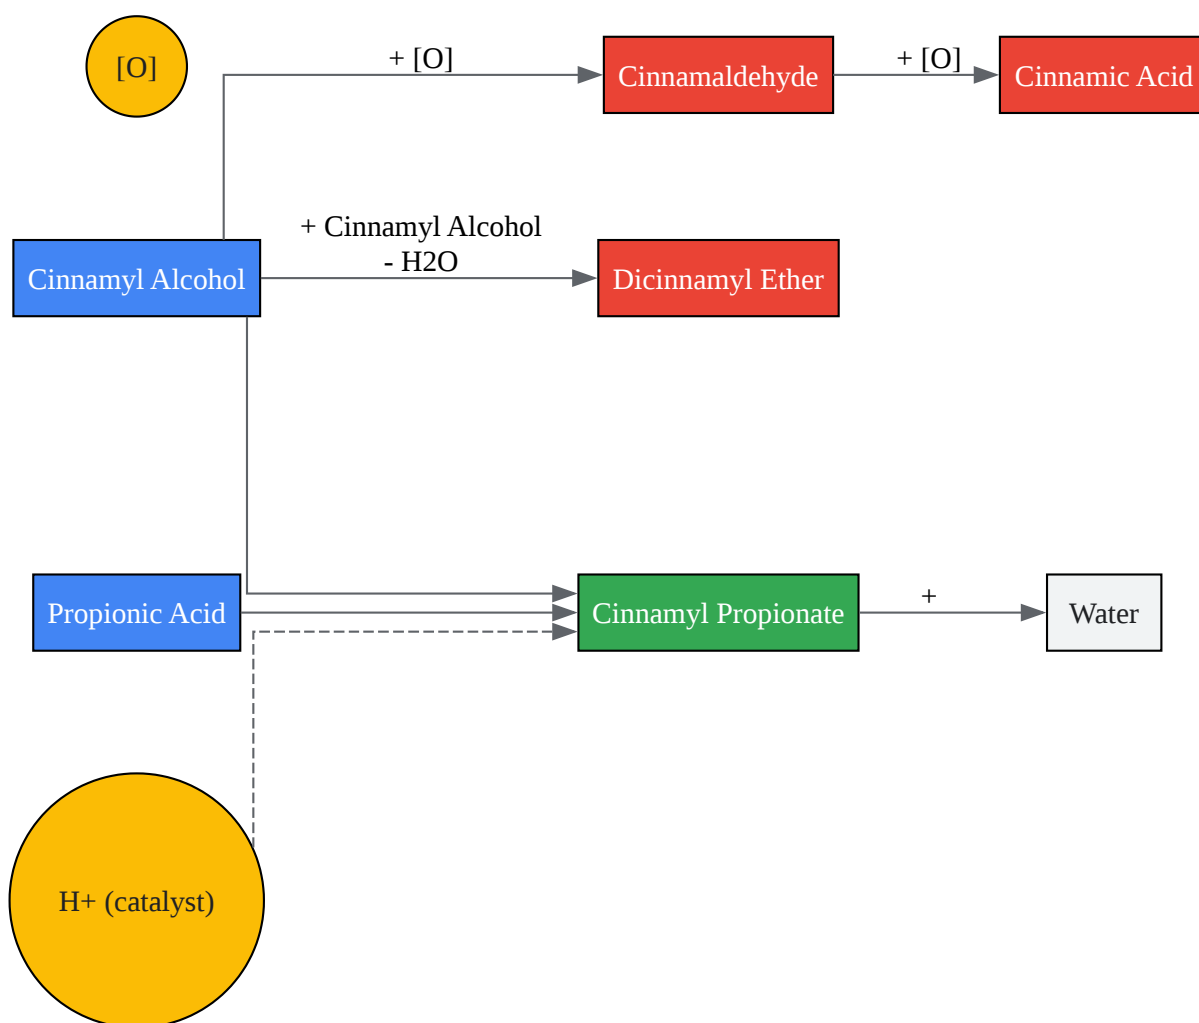 [O]
+ [O]
Cinnamaldehyde
+ [O]
Cinnamic Acid
+ Cinnamyl Alcohol
- H2O
Cinnamyl Alcohol
Dicinnamyl Ether
Propionic Acid
Cinnamyl Propionate
+
Water
H+ (catalyst)